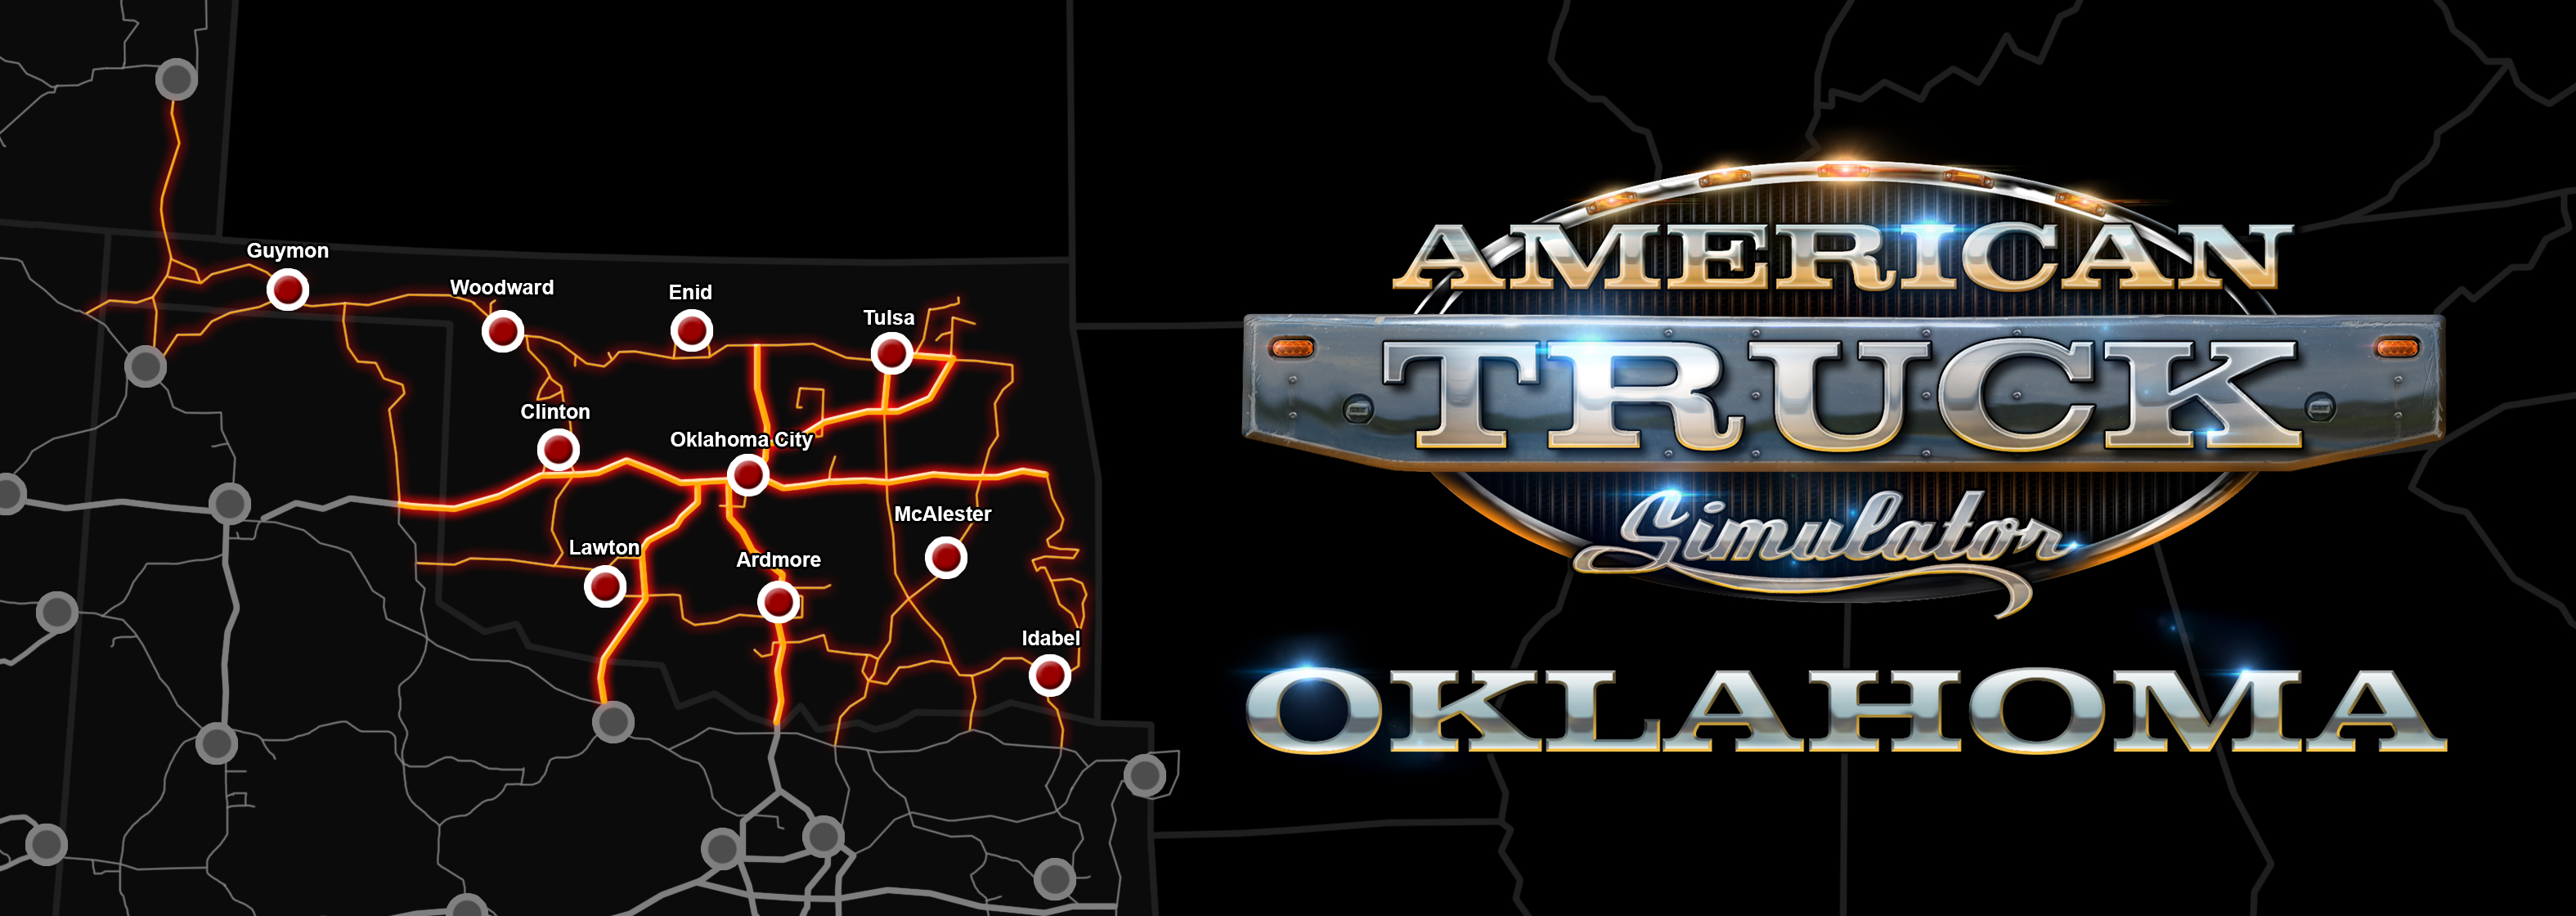 Guymon
Woodward
Enid
Tulsa
Clinton
Oklahoma City
McAlester
Lawton
Ardmore
Idabel
AMERICAN
TRUCK
Simulator
OKLAHOMA